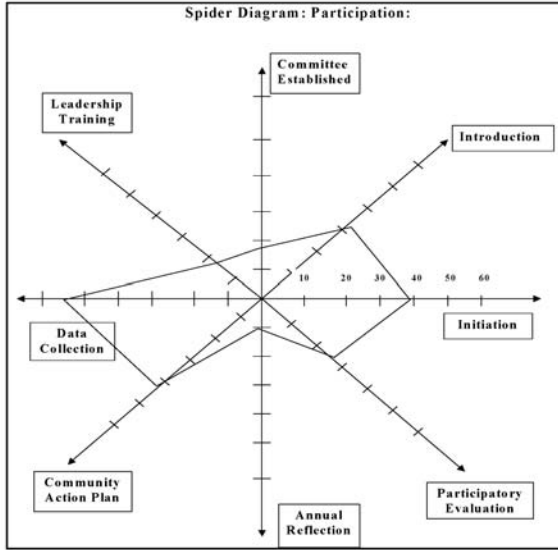 Spider Diagram: Participation:
Committee
Established
Leadership
Training
Introduction
10 20 30 40 50 60
Data
Collection
Initiation
Community
Action Plan
Annual
Reflection
Participatory
Evaluation